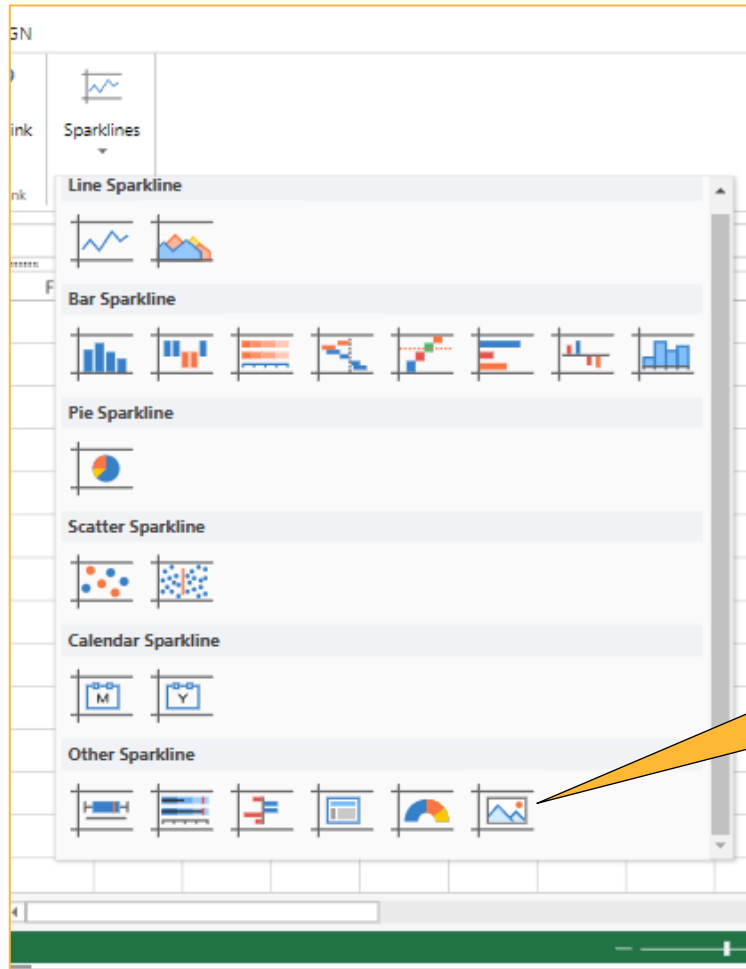 GN
ink
Sparklines
nk
Line Sparkline
F
Bar Sparkline
Pie Sparkline
Scatter Sparkline
Calendar Sparkline
M
Y
Other Sparkline